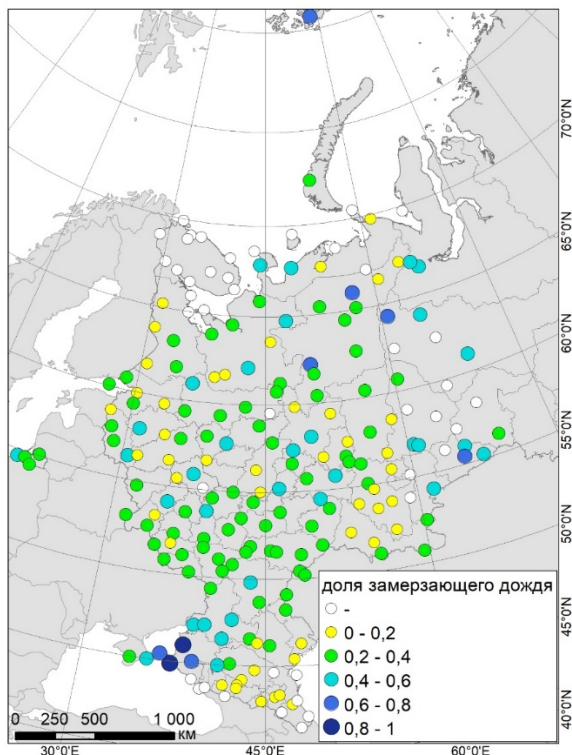 70°0'N
65°0'N
60°0'N
55°0'N
50°0'N
45°0'N
40°0'N
доля замерзающего дождя
-
0 - 0,2
0,2 - 0,4
0,4 - 0,6
0,6 - 0,8
0,8 - 1
0 250 500 1 000
КМ
30°0'E 45°0'E 60°0'E